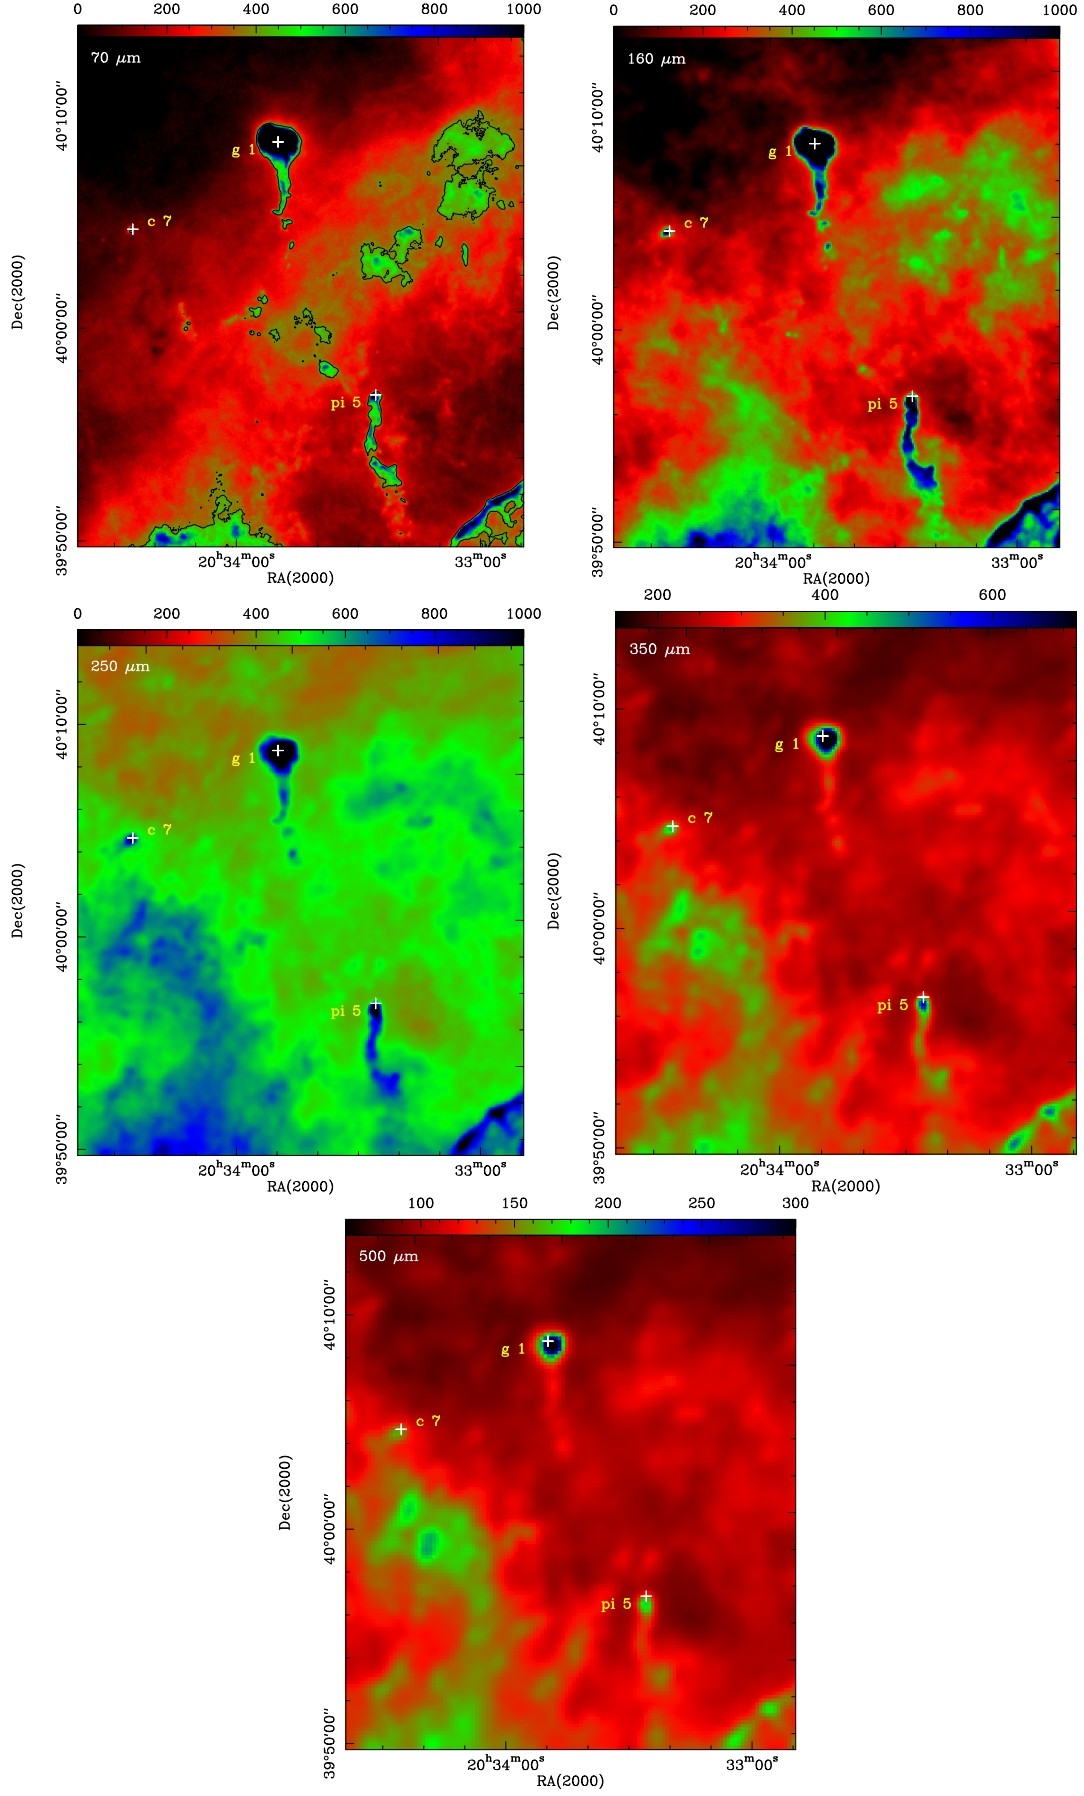 0 200 400 600 800 1000
70 μm
g 1
c 7
pi 5
40°10'00"
40°00'00"
39°50'00"
Dec(2000)
20h34m00s 33m00s
RA(2000)
0 200 400 600 800 1000
160 μm
g 1
c 7
pi 5
40°10'00"
40°00'00"
39°50'00"
Dec(2000)
20h34m00s 33m00s
RA(2000)
0 200 400 600 800 1000
250 μm
g 1
c 7
pi 5
40°10'00"
40°00'00"
39°50'00"
Dec(2000)
20h34m00s 33m00s
RA(2000)
200 400 600
350 μm
g 1
c 7
pi 5
40°10'00"
40°00'00"
39°50'00"
Dec(2000)
20h34m00s 33m00s
RA(2000)
100 150 200 250 300
500 μm
g 1
c 7
pi 5
40°10'00"
40°00'00"
39°50'00"
Dec(2000)
20h34m00s 33m00s
RA(2000)